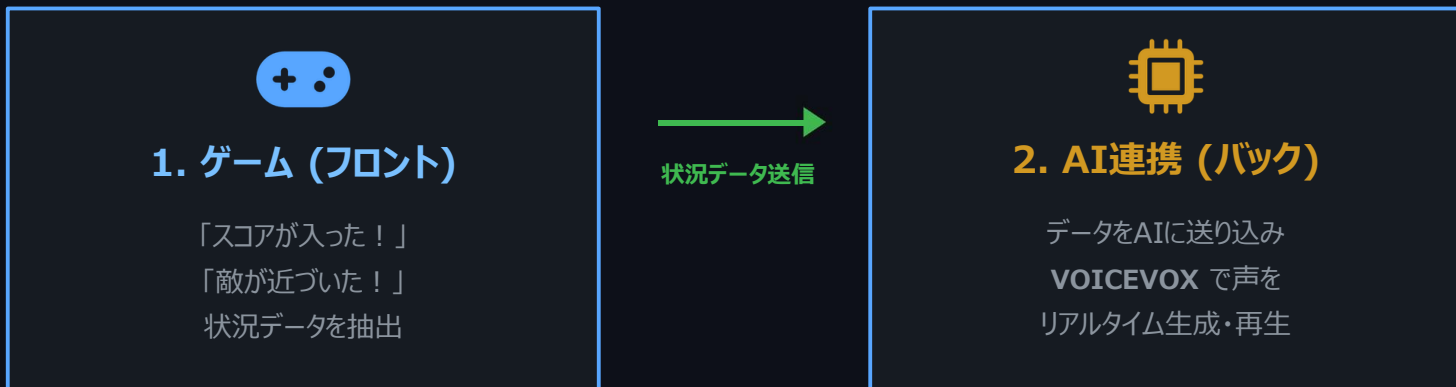 1. ゲーム (フロント)
「スコアが入った！」
「敵が近づいた！」
状況データを抽出
状況データ送信
2. AI連携 (バック)
データをAIに送り込み
VOICEVOX で声を
リアルタイム生成・再生